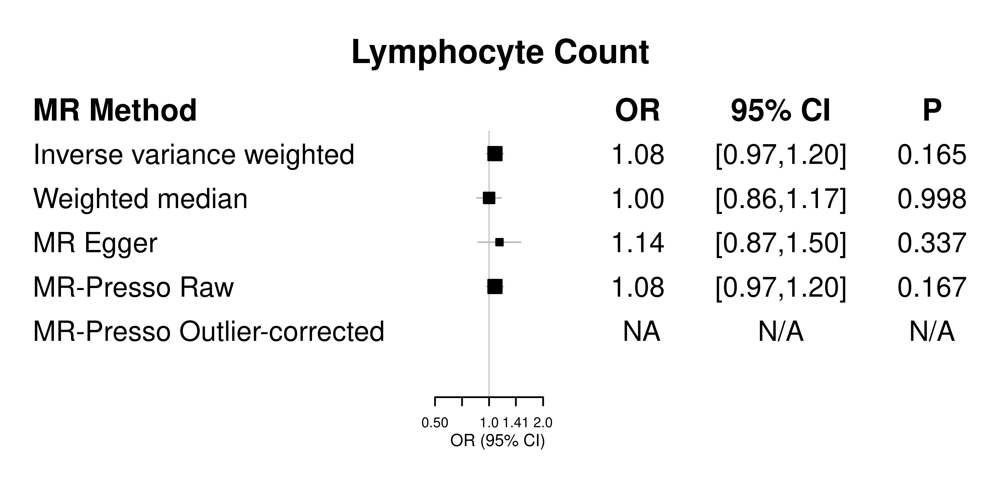 Lymphocyte Count
MR Method OR 95% CI P
Inverse variance weighted 1.08 [0.97,1.20] 0.165
Weighted median 1.00 [0.86,1.17] 0.998
MR Egger 1.14 [0.87,1.50] 0.337
MR-Presso Raw 1.08 [0.97,1.20] 0.167
MR-Presso Outlier-corrected NA N/A N/A
0.50 1.0 1.41 2.0
OR (95% CI)